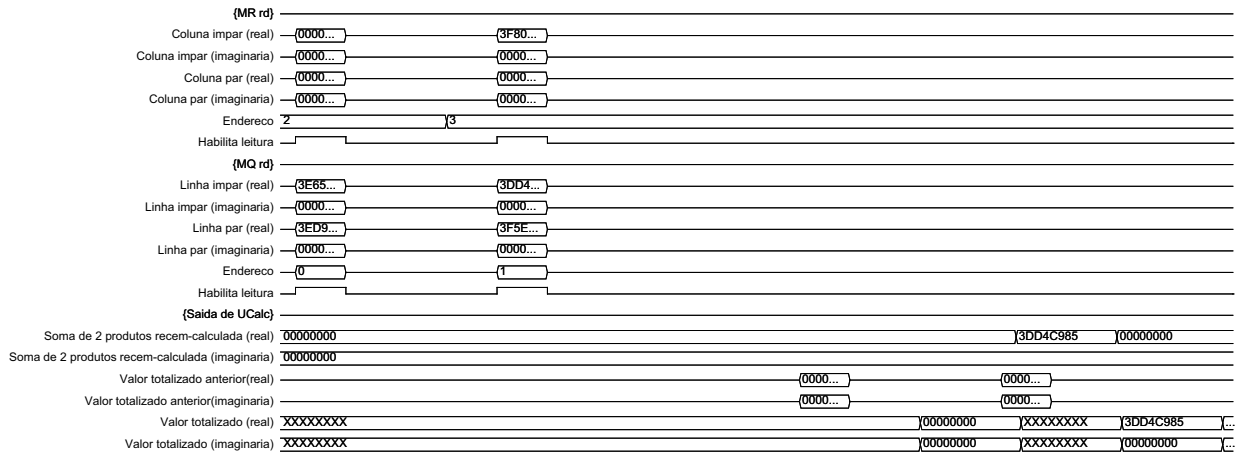 {MR rd}
Coluna impar (real) 0000... 3F80...
Coluna impar (imaginaria) 0000... 0000...
Coluna par (real) 0000... 0000...
Coluna par (imaginaria) 0000... 0000...
Endereco 2 3
Habilita leitura
{MQ rd}
Linha impar (real) 3E65... 3DD4...
Linha impar (imaginaria) 0000... 0000...
Linha par (real) 3ED9... 3F5E...
Linha par (imaginaria) 0000... 0000...
Endereco 0 1
Habilita leitura
{Saida de UCalc}
Soma de 2 produtos recem-calculada (real) 00000000 3DD4C985 00000000
Soma de 2 produtos recem-calculada (imaginaria) 00000000
Valor totalizado anterior(real) 0000... 0000...
Valor totalizado anterior(imaginaria) 0000... 0000...
Valor totalizado (real) XXXXXXXX 00000000 XXXXXXXX 3DD4C985 ...
Valor totalizado (imaginaria) XXXXXXXX 00000000 XXXXXXXX 00000000 ...